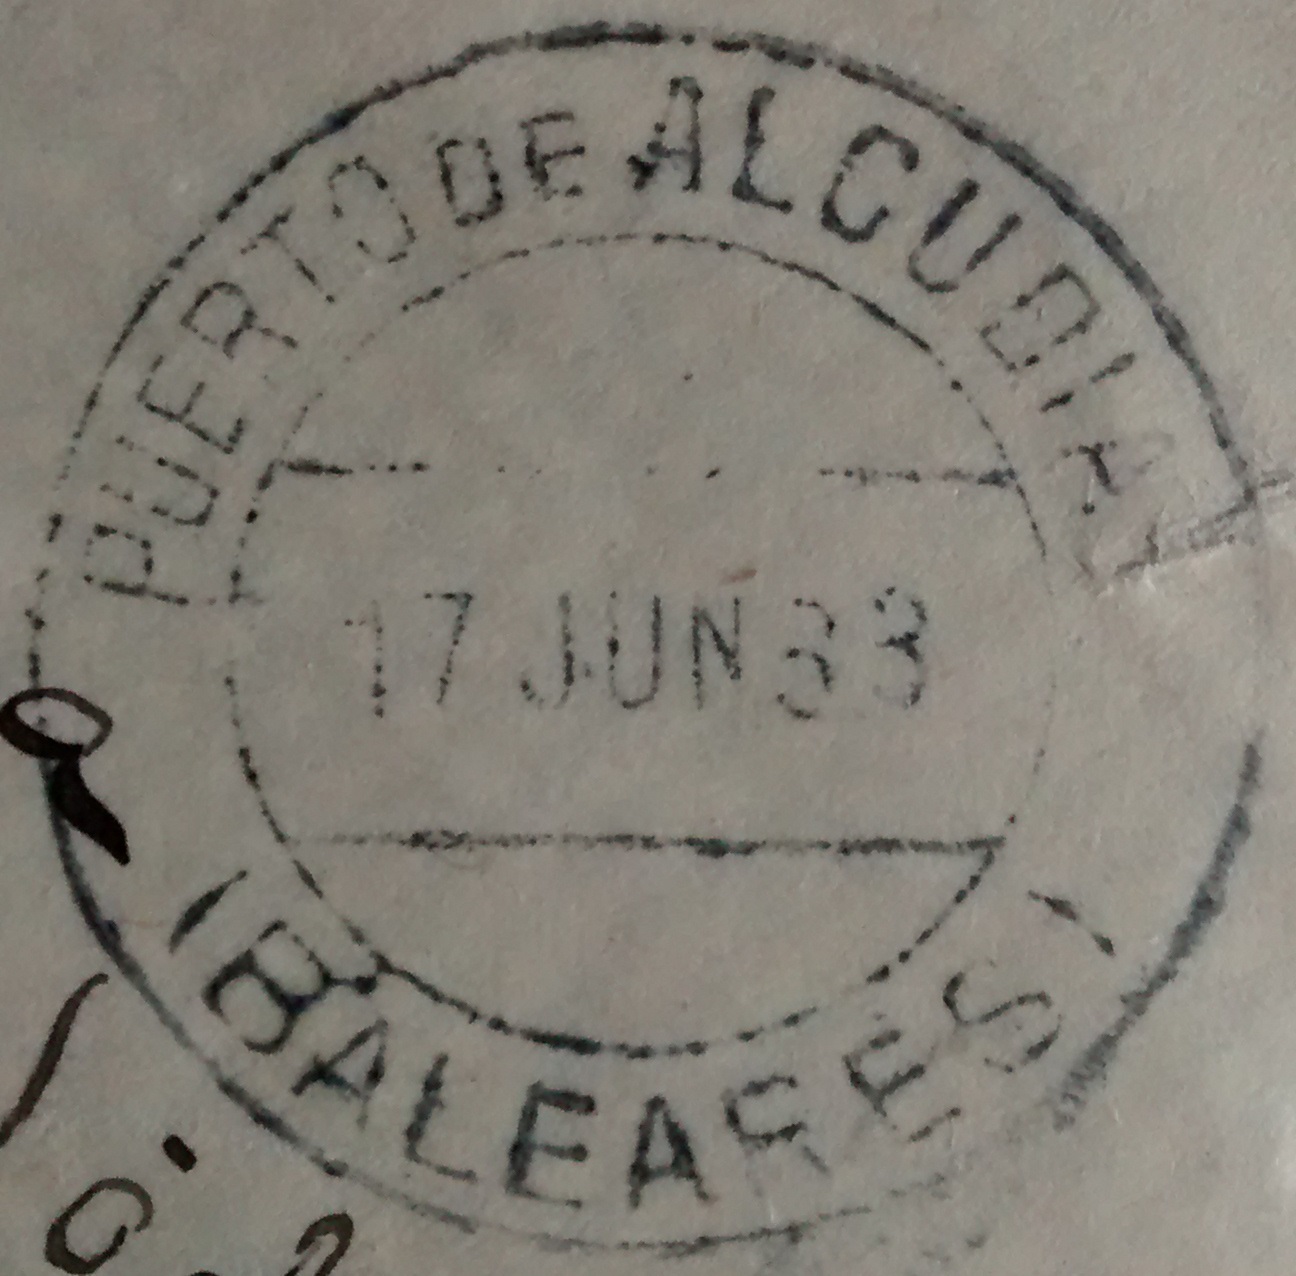 PUERTO DE ALCUDIA
17 JUN 33
(BALEARES)